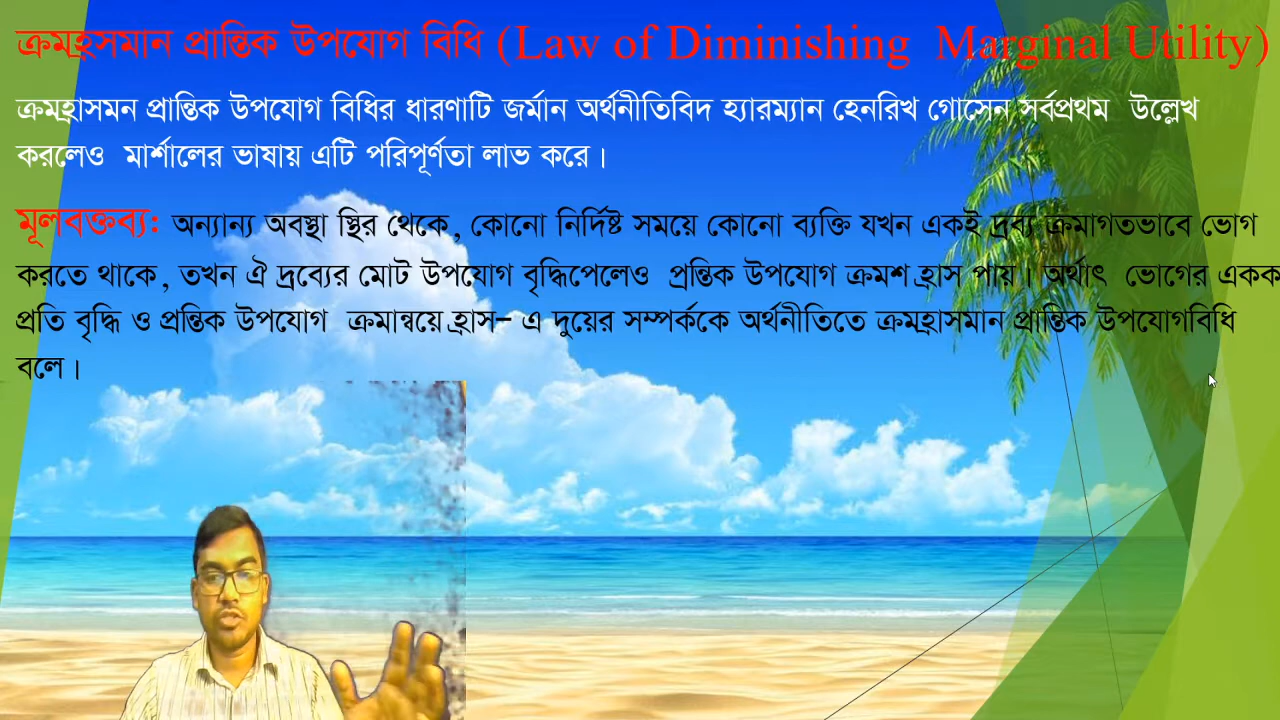 ক্রমহ্রসমান প্রান্তিক উপযোগ বিধি (Law of Diminishing Marginal Utility)
ক্রমহ্রাসমন প্রান্তিক উপযোগ বিধির ধারণাটি জর্মান অর্থনীতিবিদ হ্যারম্যান হেনরিখ গোসেন সর্বপ্রথম উল্লেখ
করলেও মার্শালের ভাষায় এটি পরিপূর্ণতা লাভ করে।
মূলবক্তব্য: অন্যান্য অবস্থা স্থির থেকে, কোনো নির্দিষ্ট সময়ে কোনো ব্যক্তি যখন একই দ্রব্য ক্রমাগতভাবে ভোগ
করতে থাকে, তখন ঐ দ্রব্যের মোট উপযোগ বৃদ্ধিপেলেও প্রন্তিক উপযোগ ক্রমশ হ্রাস পায়। অর্থাৎ ভোগের একক
প্রতি বৃদ্ধি ও প্রন্তিক উপযোগ ক্রমান্বয়ে হ্রাস– এ দুয়ের সম্পর্ককে অর্থনীতিতে ক্রমহ্রাসমান প্রান্তিক উপযোগবিধি
বলে।